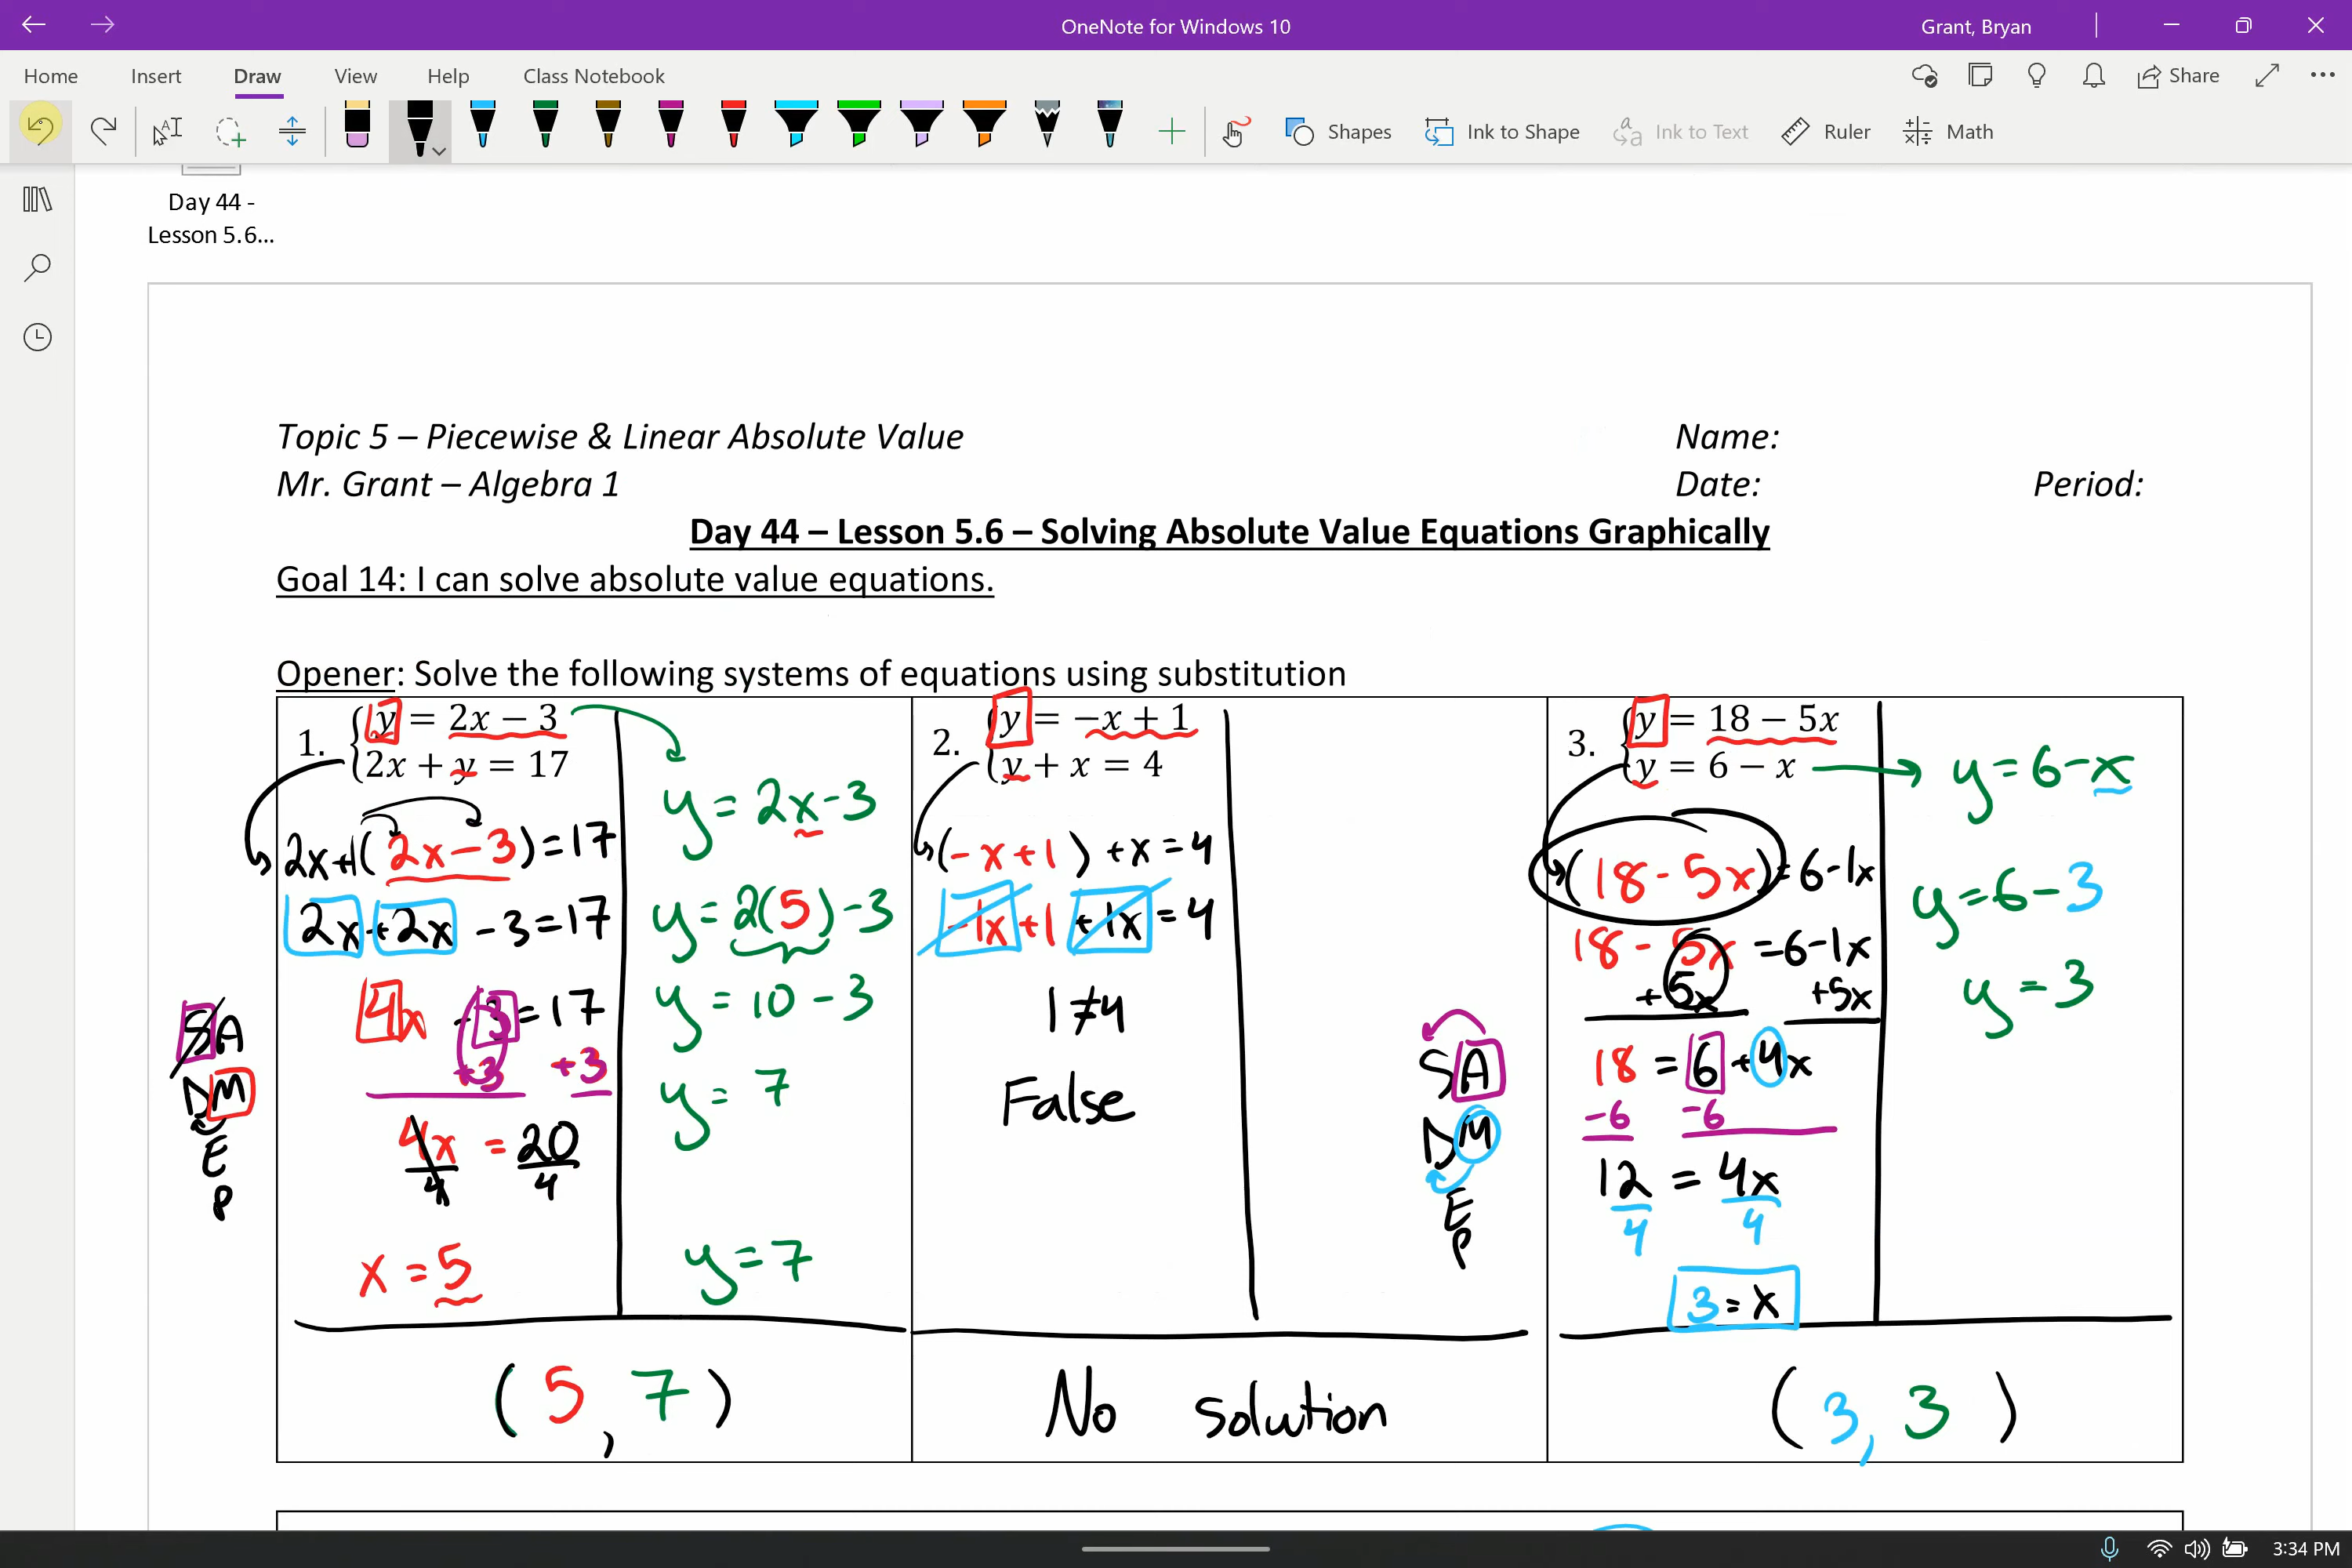 OneNote for Windows 10
Grant, Bryan
Home Insert Draw View Help Class Notebook
Share
Shapes Ink to Shape Ink to Text Ruler Math
Day 44 -
Lesson 5.6...
Topic 5 – Piecewise & Linear Absolute Value Name:
Mr. Grant – Algebra 1 Date: Period:
Day 44 – Lesson 5.6 – Solving Absolute Value Equations Graphically
Goal 14: I can solve absolute value equations.
Opener: Solve the following systems of equations using substitution
1. { y = 2x − 3
2x + y = 17
2x+1(2x-3)=17
2x+2x-3=17
4x-3=17
+3 +3
4x = 20
4 4
x = 5
SA
DM
E
P
y = 2x-3
y = 2(5)-3
y = 10-3
y = 7
y = 7
(5, 7)
2. { y = −x + 1
y + x = 4
(-x+1)+x=4
-1x+1+1x=4
1≠4
False
No solution
3. { y = 18 − 5x
y = 6 − x
(18-5x)=6-1x
18-5x=6-1x
+5x +5x
18 = 6+4x
-6 -6
12 = 4x
4 4
3 = x
SA
DM
E
P
y = 6-x
y = 6-3
y = 3
(3, 3)
3:34 PM